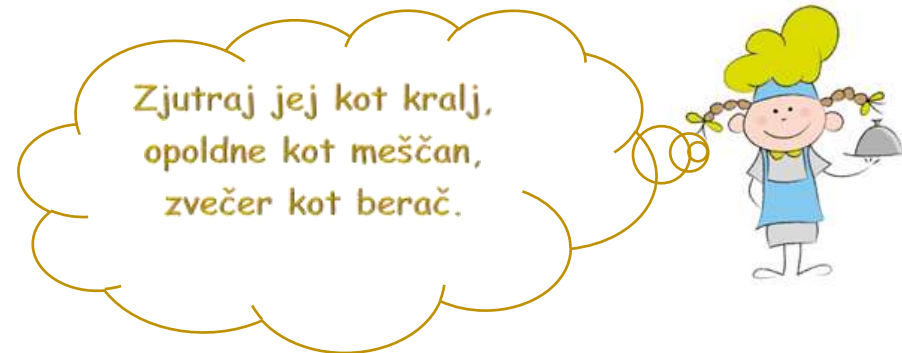 Zjutraj jej kot kralj,
opoldne kot meščan,
zvečer kot berač.